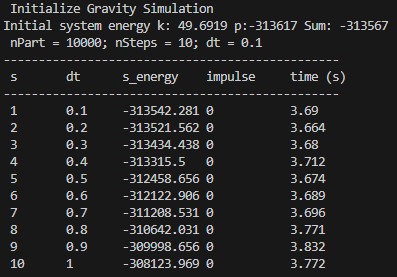 Initialize Gravity Simulation
Initial system energy k: 49.6919 p:-313617 Sum: -313567
nPart = 10000; nSteps = 10; dt = 0.1
------------------------------------------------
s dt s_energy impulse time (s)
------------------------------------------------
1 0.1 -313542.281 0 3.69
2 0.2 -313521.562 0 3.664
3 0.3 -313434.438 0 3.68
4 0.4 -313315.5 0 3.712
5 0.5 -312458.656 0 3.674
6 0.6 -312122.906 0 3.689
7 0.7 -311208.531 0 3.696
8 0.8 -310642.031 0 3.771
9 0.9 -309998.656 0 3.832
10 1 -308123.969 0 3.772